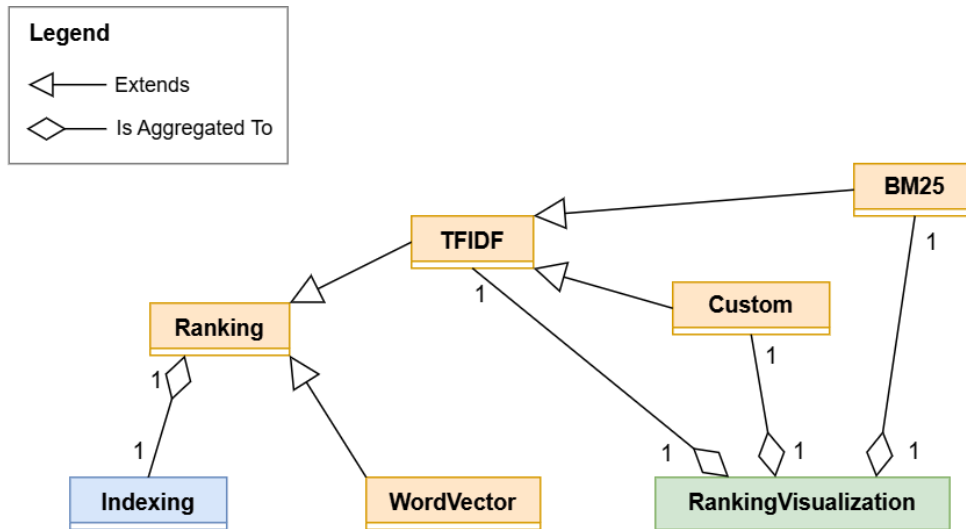 Legend
Extends
Is Aggregated To
BM25
1
TFIDF
1
Custom
1
Ranking
1
1
Indexing
WordVector
1
1
1
RankingVisualization